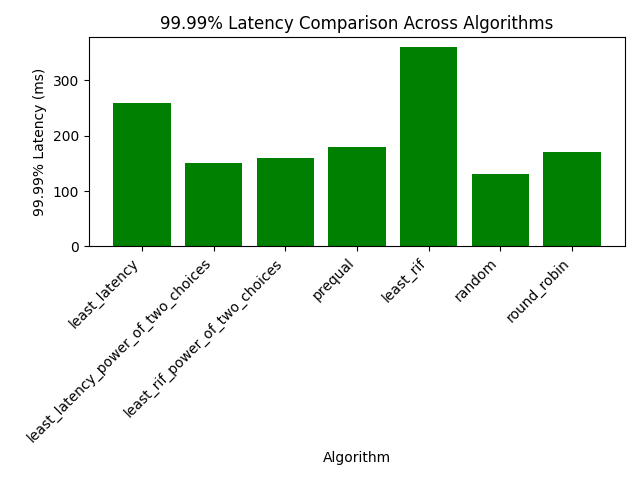 99.99% Latency Comparison Across Algorithms
99.99% Latency (ms)
300
200
100
0
least_latency
least_latency_power_of_two_choices
least_rif_power_of_two_choices
prequal
least_rif
random
round_robin
Algorithm